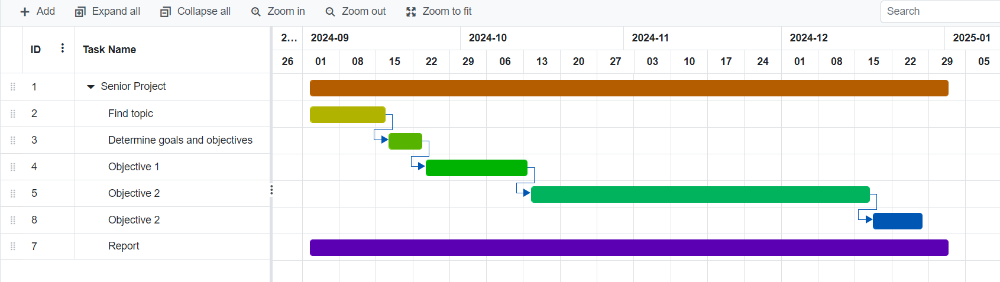 Add Expand all Collapse all Zoom in Zoom out Zoom to fit Search
ID Task Name
2... 2024-09 2024-10 2024-11 2024-12 2025-01
26 01 08 15 22 29 06 13 20 27 03 10 17 24 01 08 15 22 29 05
1 Senior Project
2 Find topic
3 Determine goals and objectives
4 Objective 1
5 Objective 2
8 Objective 2
7 Report